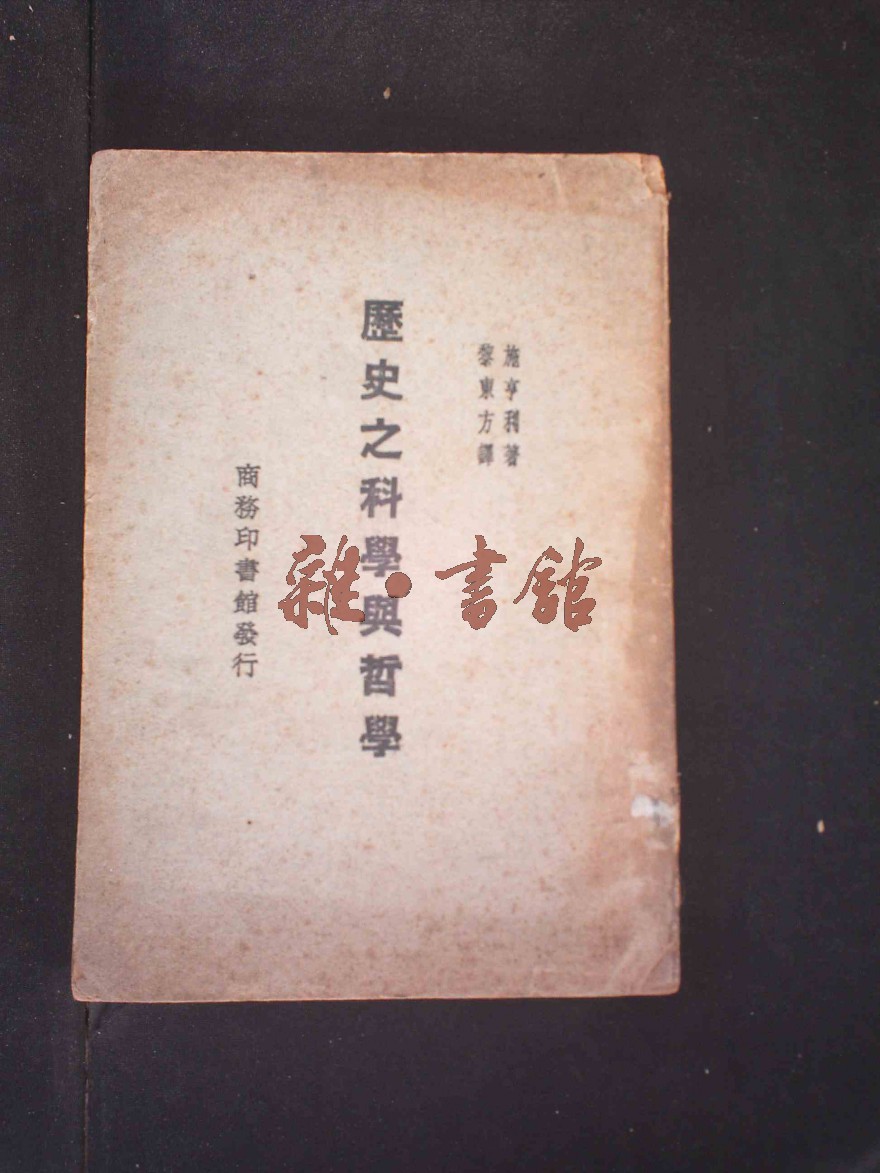 施亨利著
黎東方譯
歷史之科學與哲學
商務印書館發行
雜·書館